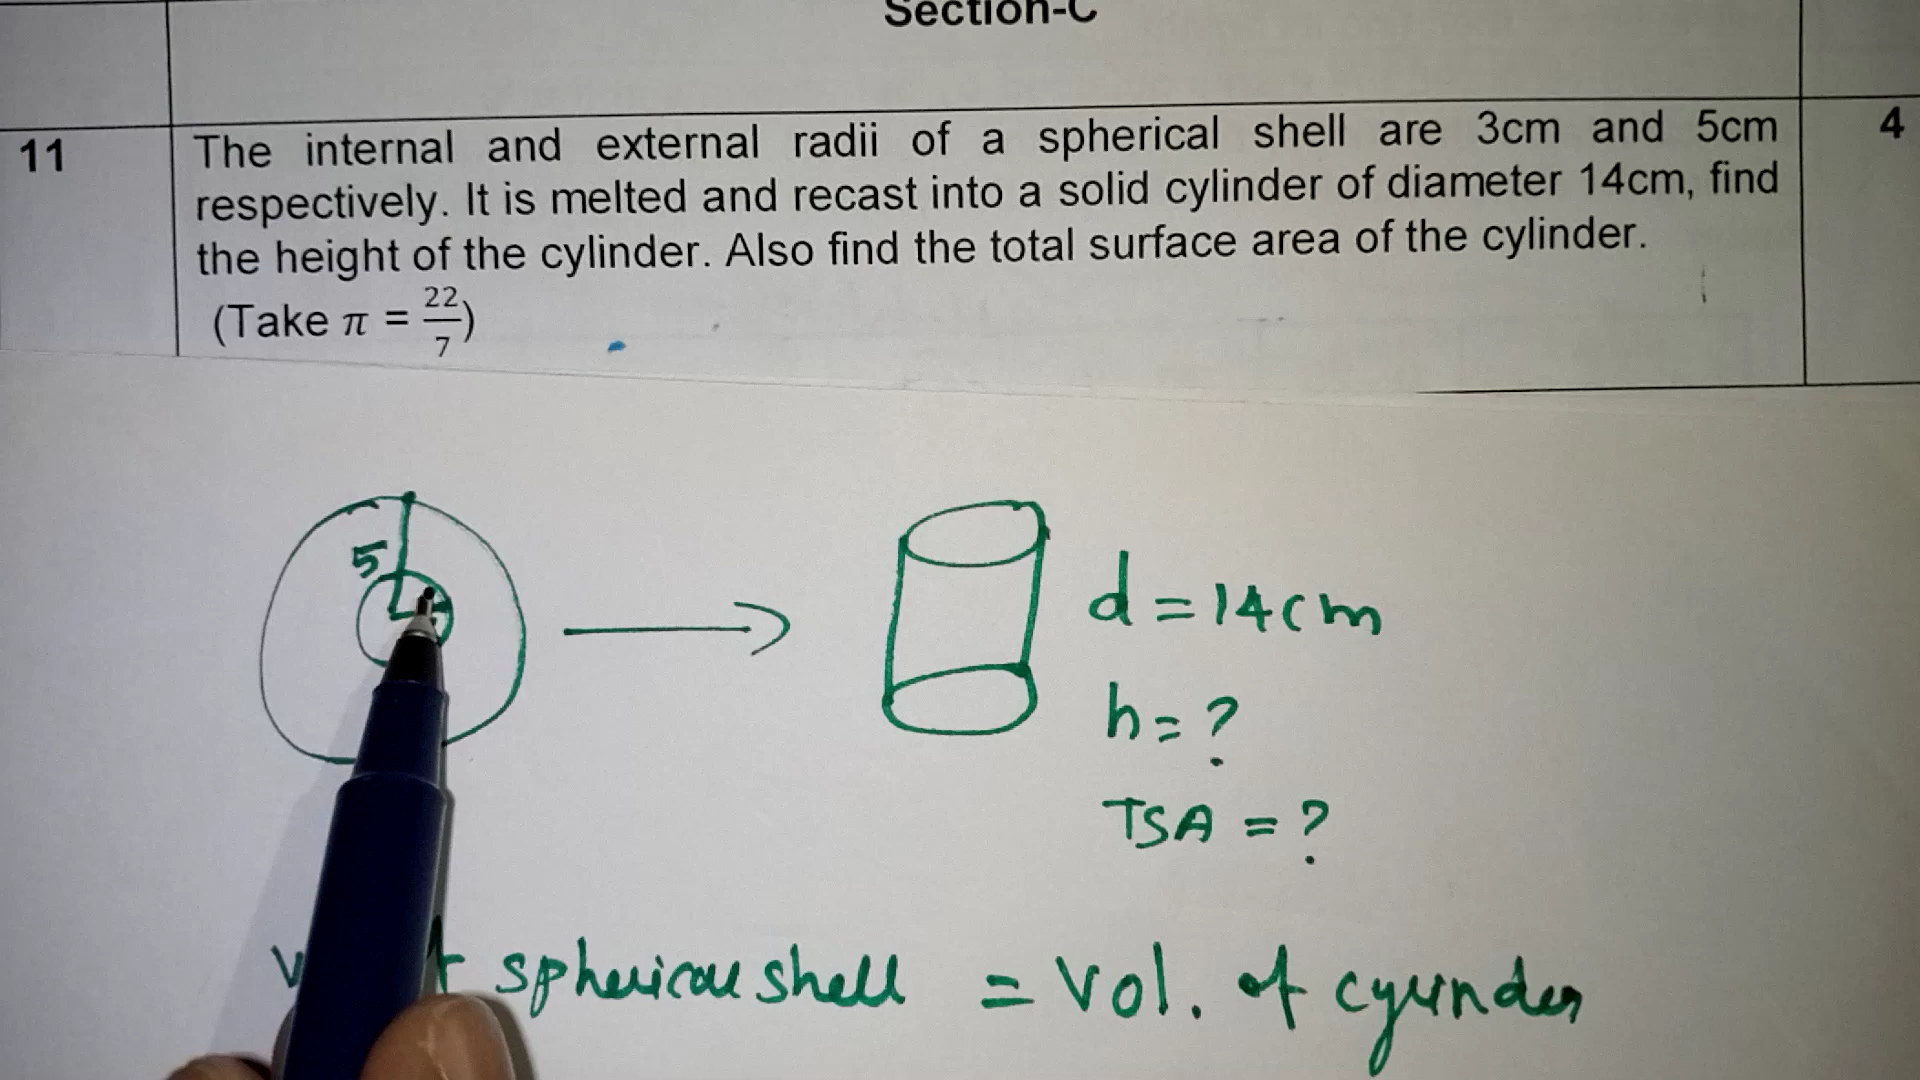 Section-C
11
The internal and external radii of a spherical shell are 3cm and 5cm
4
respectively. It is melted and recast into a solid cylinder of diameter 14cm, find
the height of the cylinder. Also find the total surface area of the cylinder.
(Take π = 22/7)
5
d = 14cm
h = ?
TSA = ?
spherical shell = Vol. of cylinder